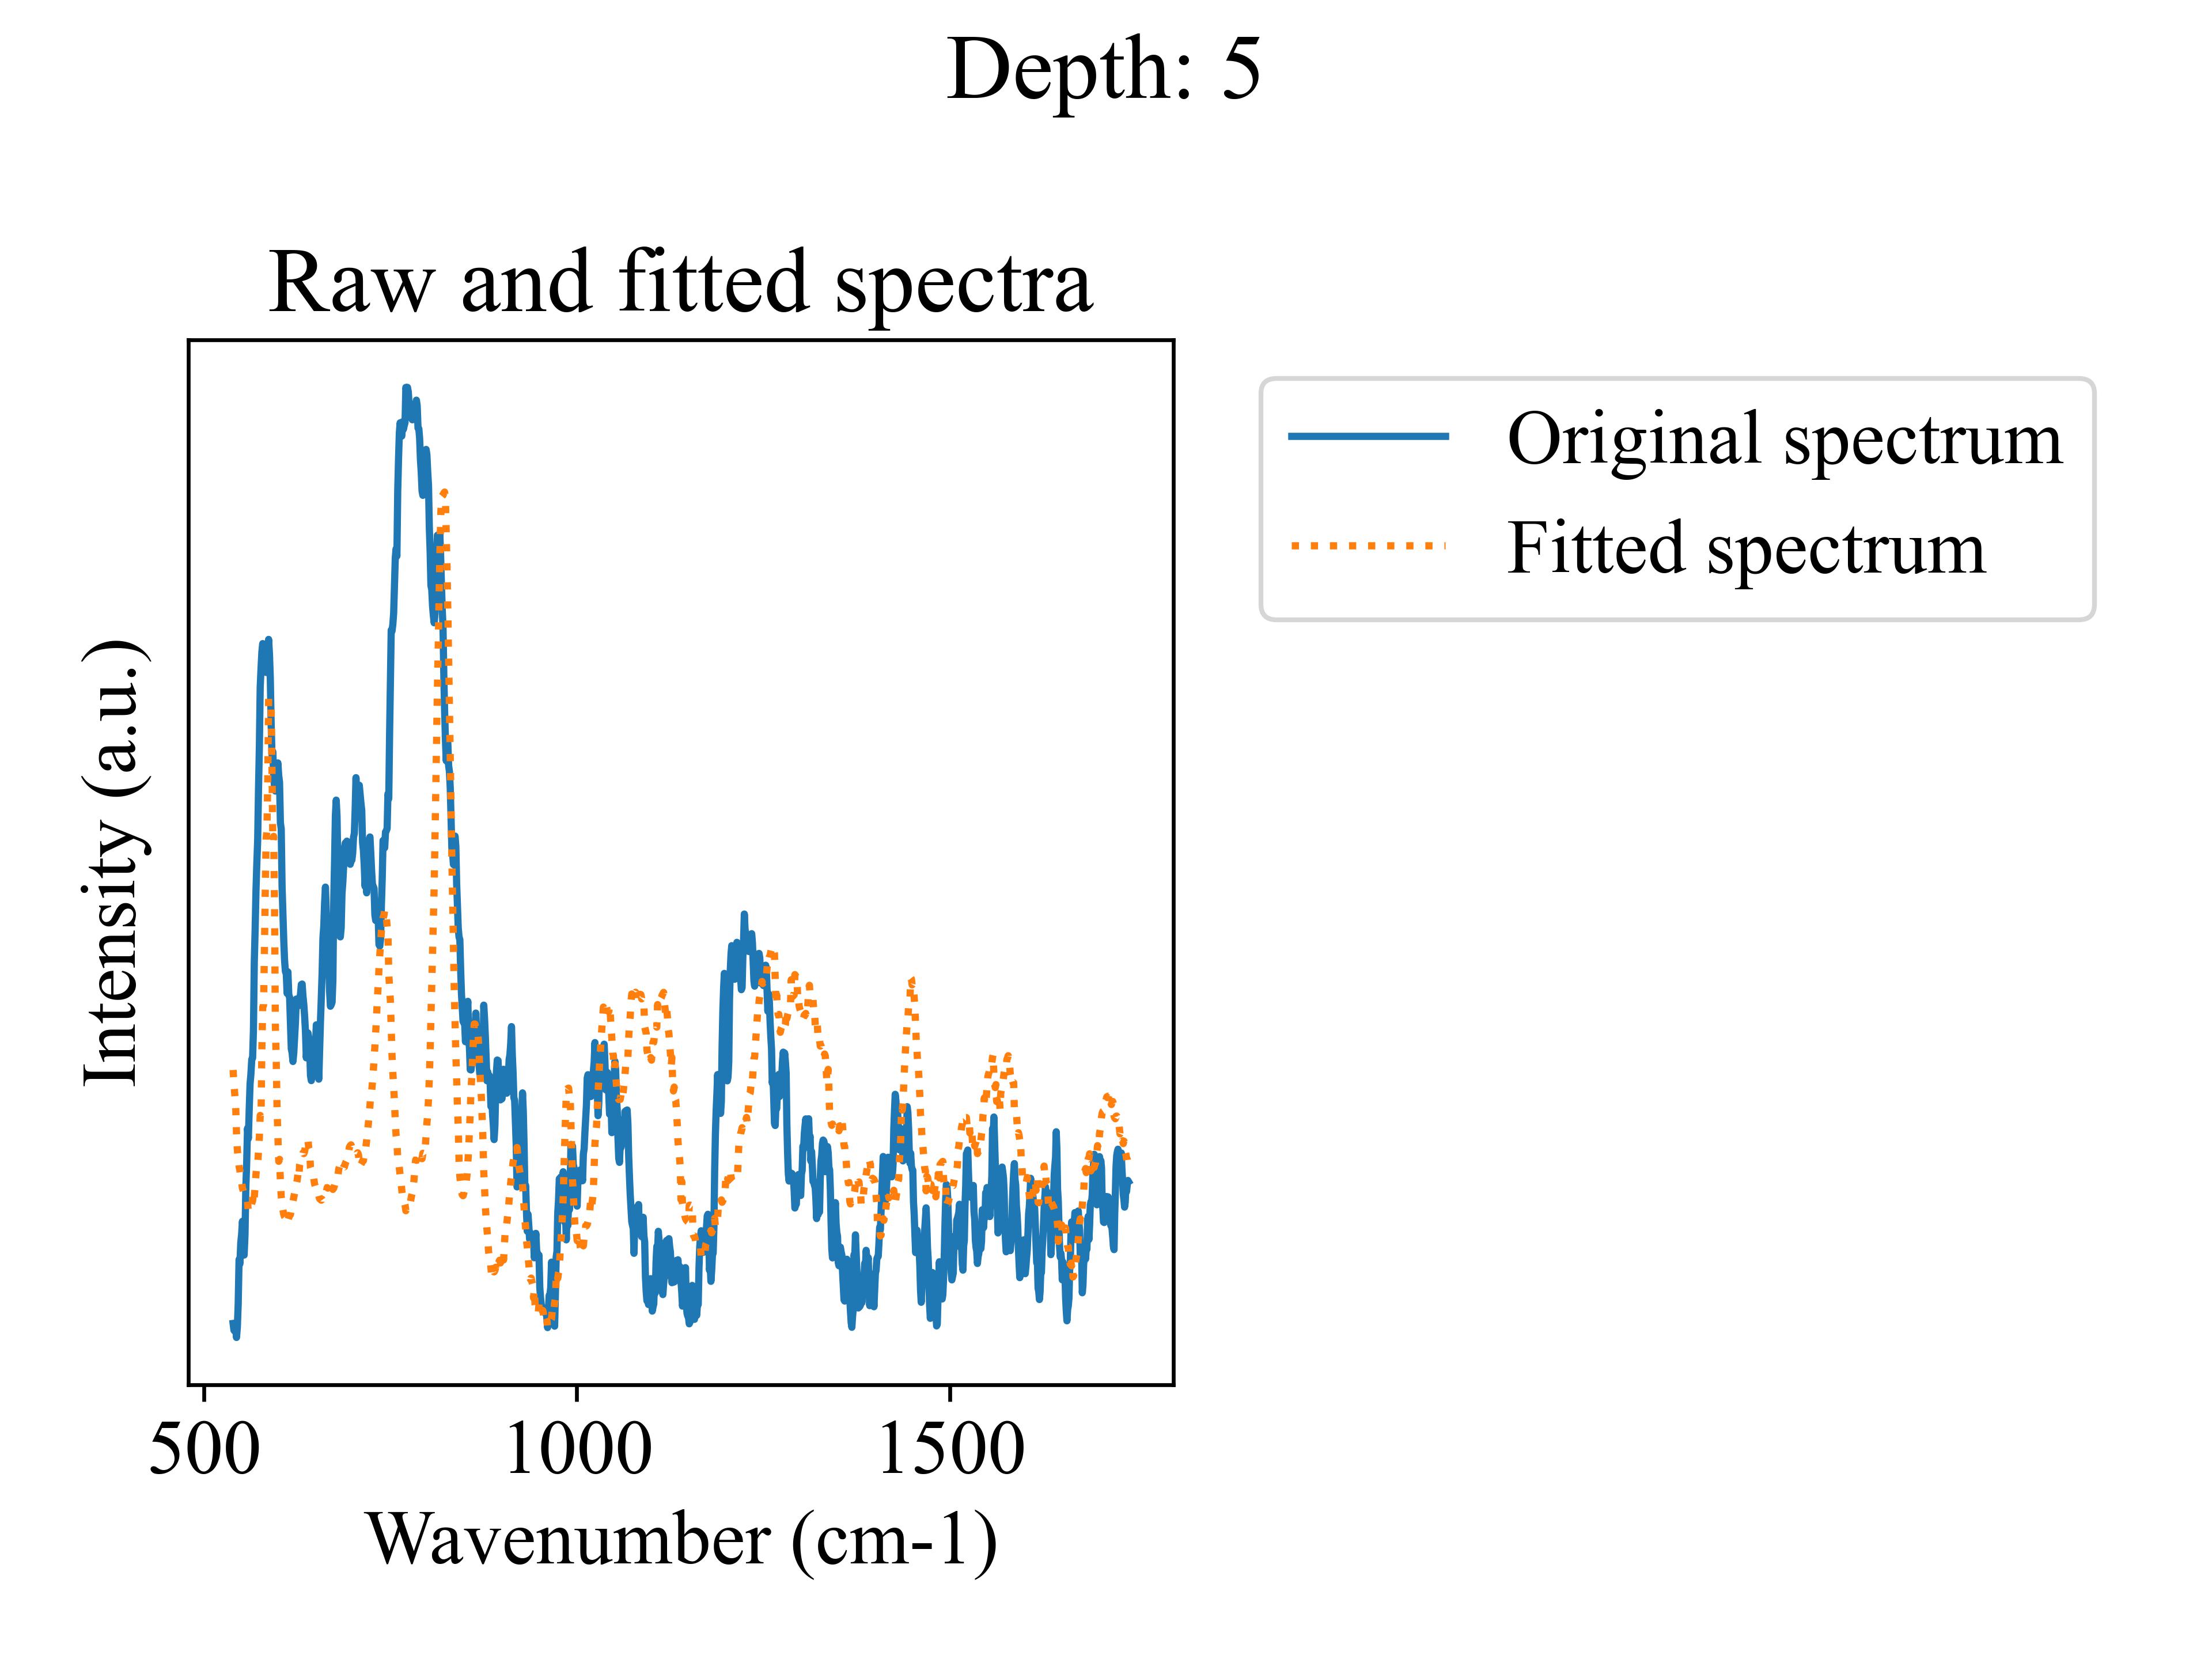 Depth: 5
Raw and fitted spectra
Original spectrum
Fitted spectrum
Intensity (a.u.)
500 1000 1500
Wavenumber (cm-1)